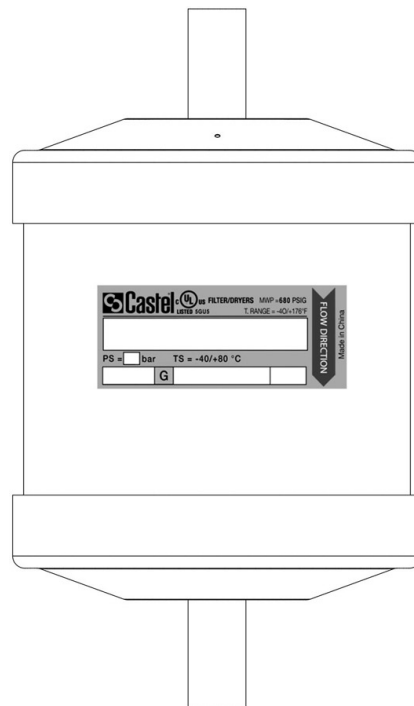 Castel c UL us FILTER/DRYERS MWP =680 PSIG
LISTED SGUS T. RANGE = -40/+176°F
PS = bar TS = -40/+80 °C
G
FLOW DIRECTION
Made in China